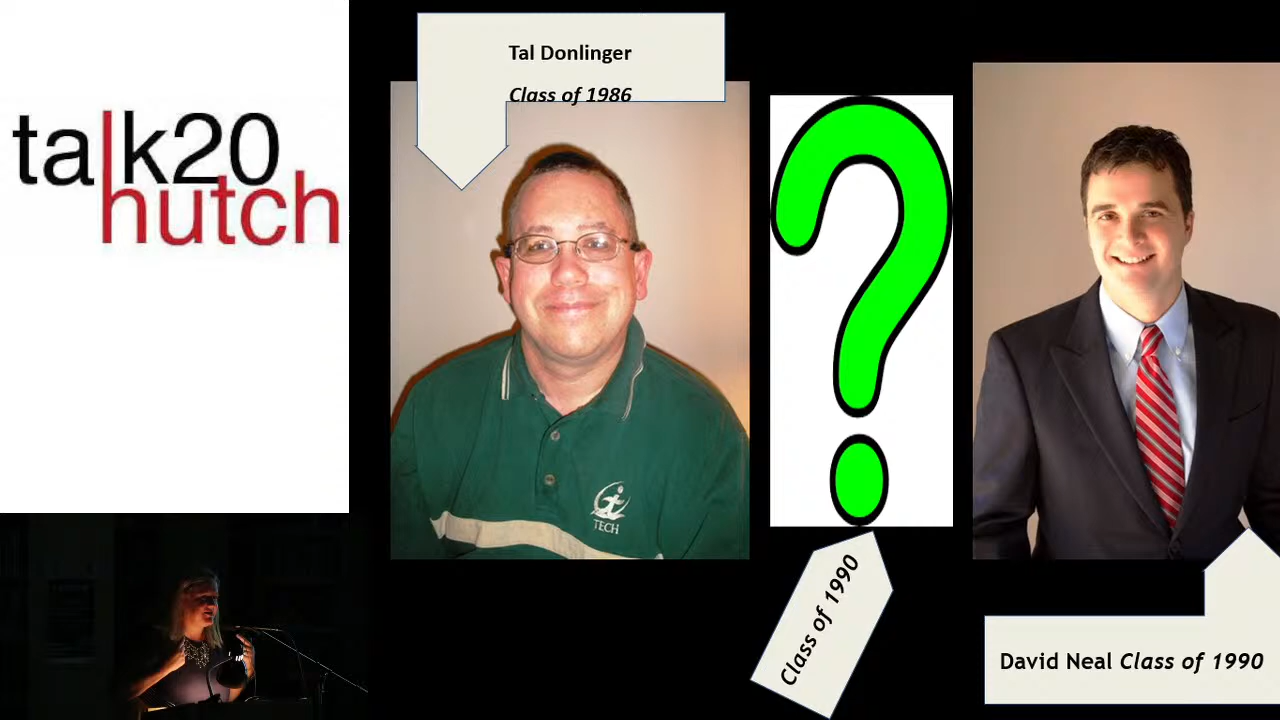 talk20
hutch
Tal Donlinger
Class of 1986
TECH
Class of 1990
David Neal Class of 1990